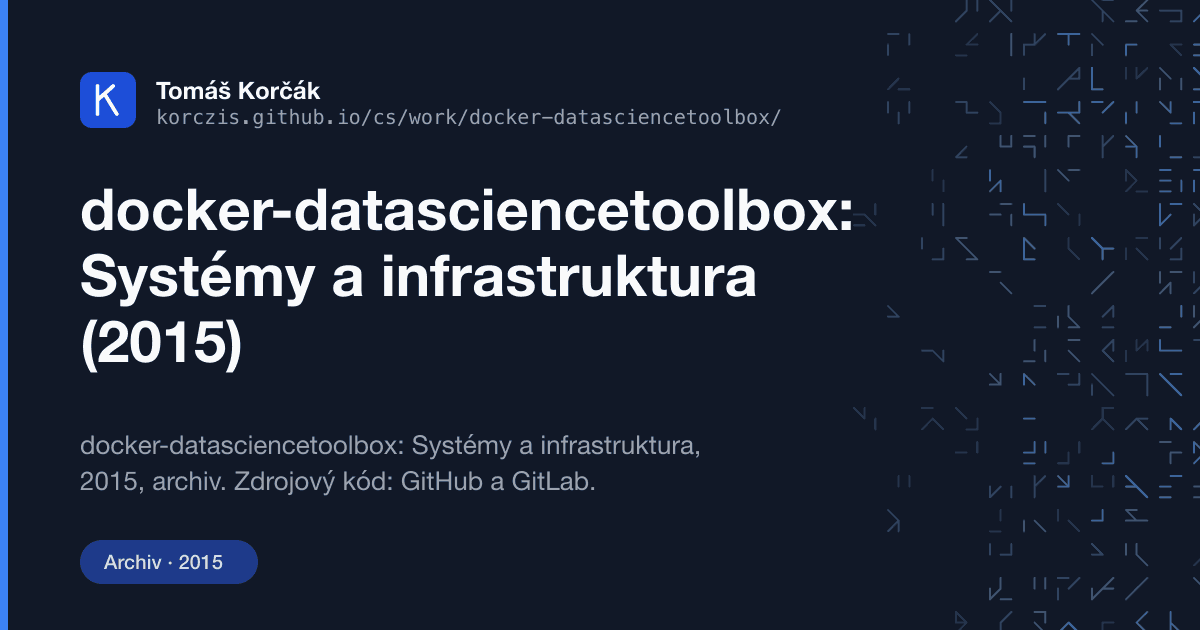 K
Tomáš Korčák
korczis.github.io/cs/work/docker-datasciencetoolbox/
docker-datasciencetoolbox:
Systémy a infrastruktura
(2015)
docker-datasciencetoolbox: Systémy a infrastruktura,
2015, archiv. Zdrojový kód: GitHub a GitLab.
Archiv · 2015